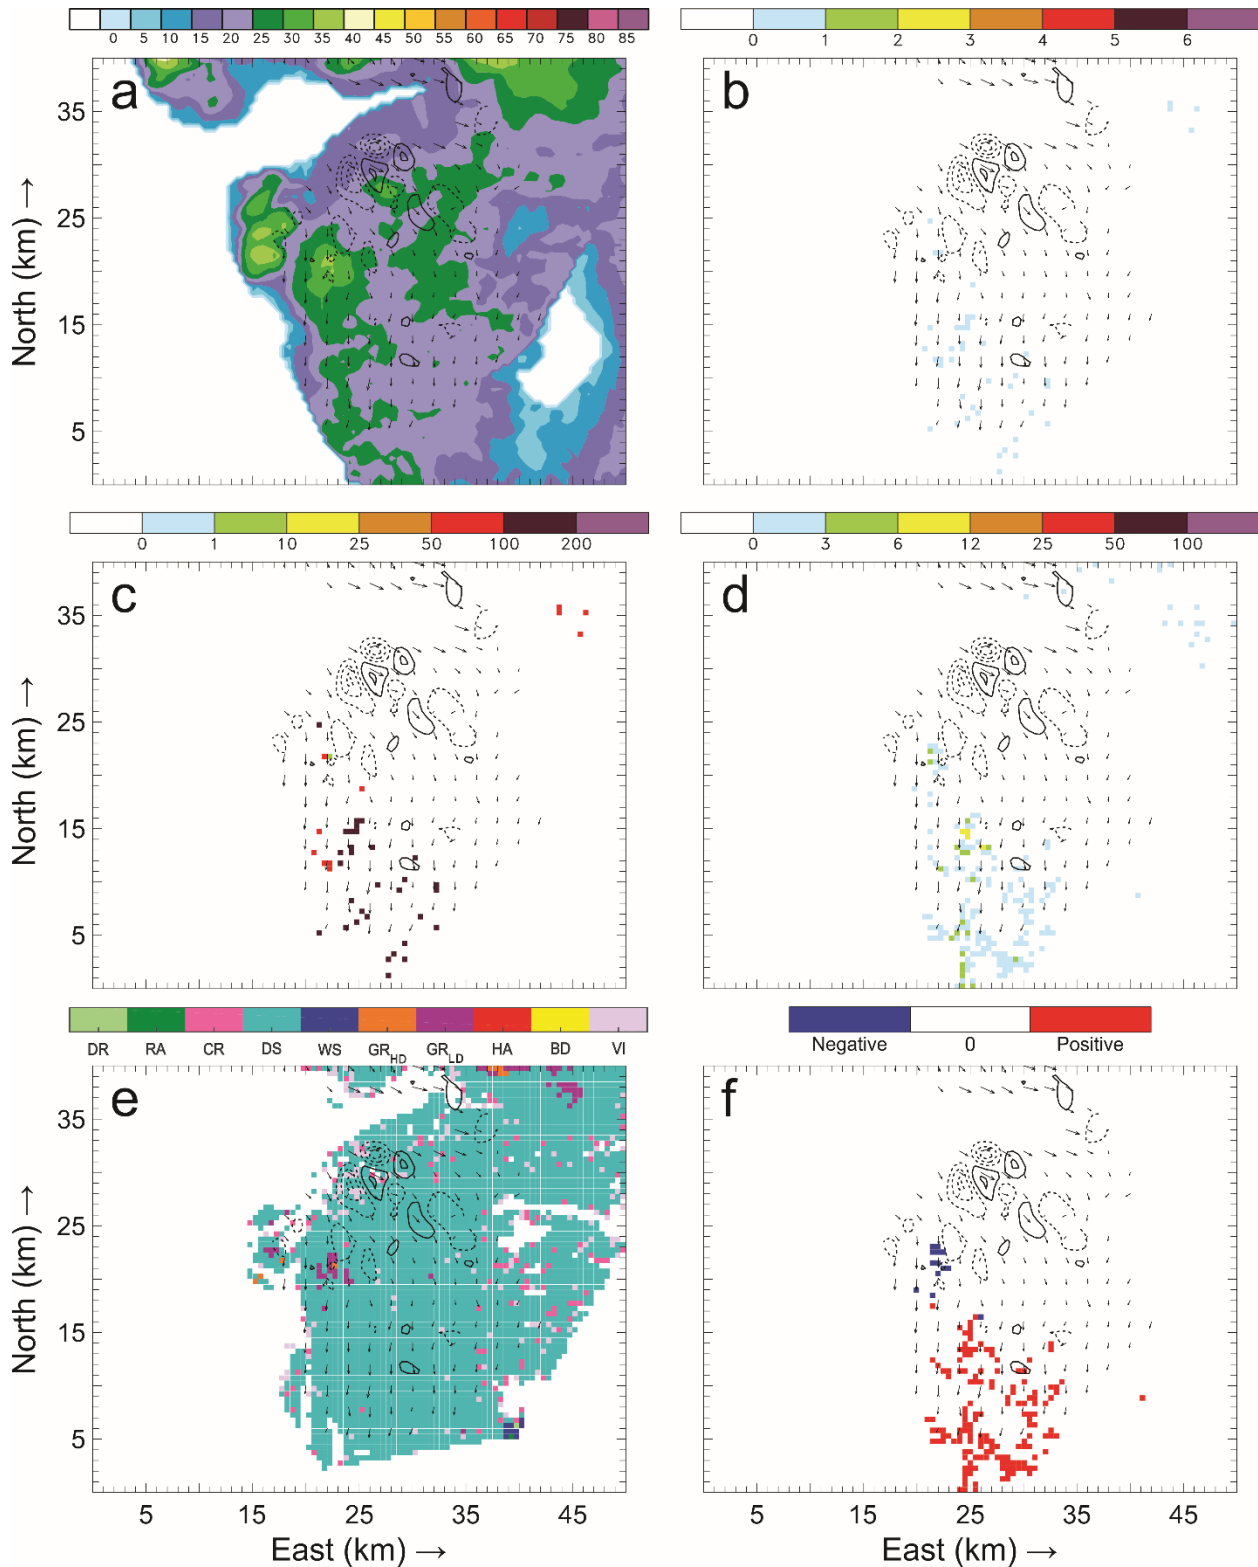 0 5 10 15 20 25 30 35 40 45 50 55 60 65 70 75 80 85
0 1 2 3 4 5 6
a
b
35
25
15
5
North (km) →
0 1 10 25 50 100 200
0 3 6 12 25 50 100
c
d
35
25
15
5
North (km) →
DR RA CR DS WS GR HD GR LD HA BD VI
Negative 0 Positive
e
f
35
25
15
5
North (km) →
5 15 25 35 45
5 15 25 35 45
East (km) →
East (km) →